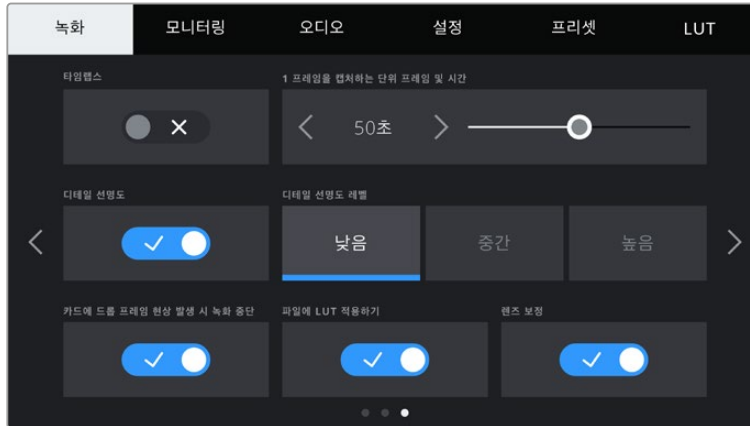 녹화 모니터링 오디오 설정 프리셋 LUT
타임랩스 1 프레임을 캡처하는 단위 프레임 및 시간
50초
디테일 선명도 디테일 선명도 레벨
낮음 중간 높음
카드에 드롭 프레임 현상 발생 시 녹화 중단 파일에 LUT 적용하기 렌즈 보정